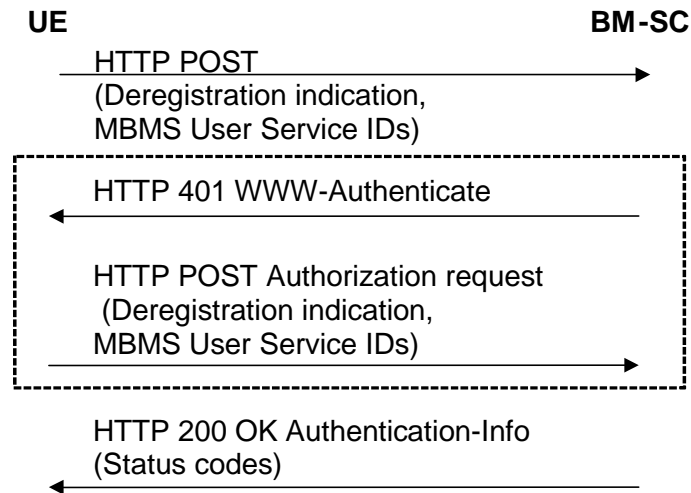 UE BM-SC
HTTP POST
(Deregistration indication,
MBMS User Service IDs)
HTTP 401 WWW-Authenticate
HTTP POST Authorization request
(Deregistration indication,
MBMS User Service IDs)
HTTP 200 OK Authentication-Info
(Status codes)